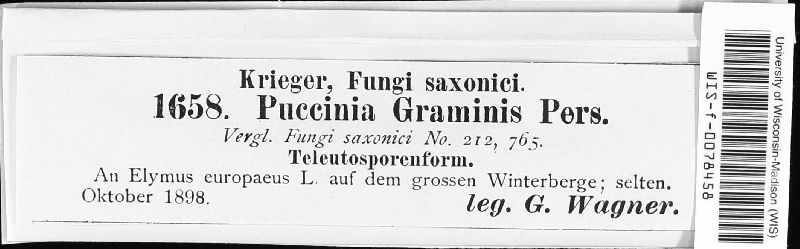 Krieger, Fungi saxonici.
1658. Puccinia Graminis Pers.
Vergl. Fungi saxonici No. 212, 765.
Teleutosporenform.
An Elymus europaeus L. auf dem grossen Winterberge; selten.
Oktober 1898.
leg. G. Wagner.
University of Wisconsin-Madison (WIS)
WIS-f-0078458